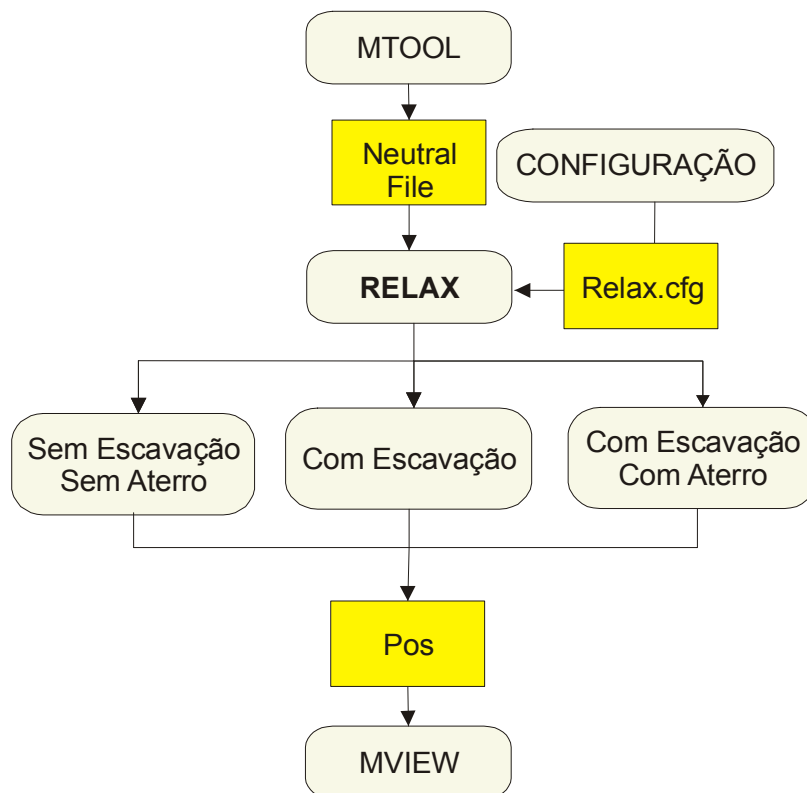 MTOOL
Neutral
File
CONFIGURAÇÃO
RELAX
Relax.cfg
Sem Escavação
Sem Aterro
Com Escavação
Com Escavação
Com Aterro
Pos
MVIEW